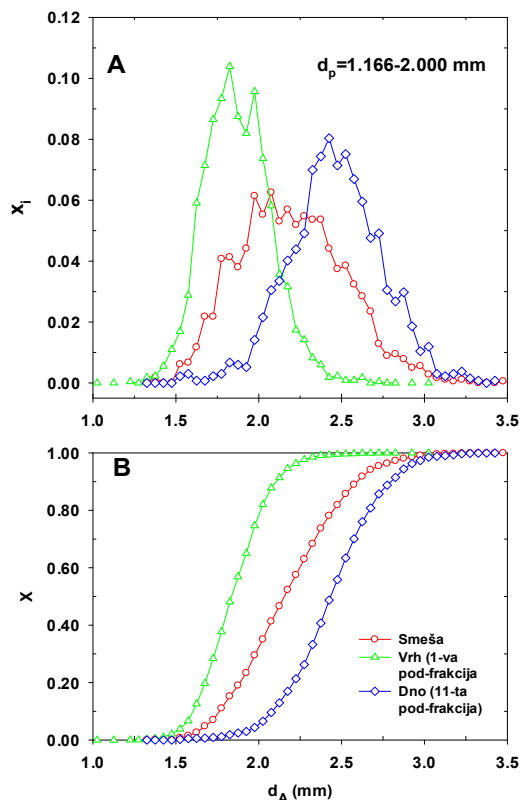 0.12
0.10
0.08
0.06
0.04
0.02
0.00
A
dp=1.166-2.000 mm
xi
1.0 1.5 2.0 2.5 3.0 3.5
1.00
0.80
0.60
0.40
0.20
0.00
B
X
Smeša
Vrh (1-va
pod-frakcija
Dno (11-ta
pod-frakcija)
1.0 1.5 2.0 2.5 3.0 3.5
dA (mm)